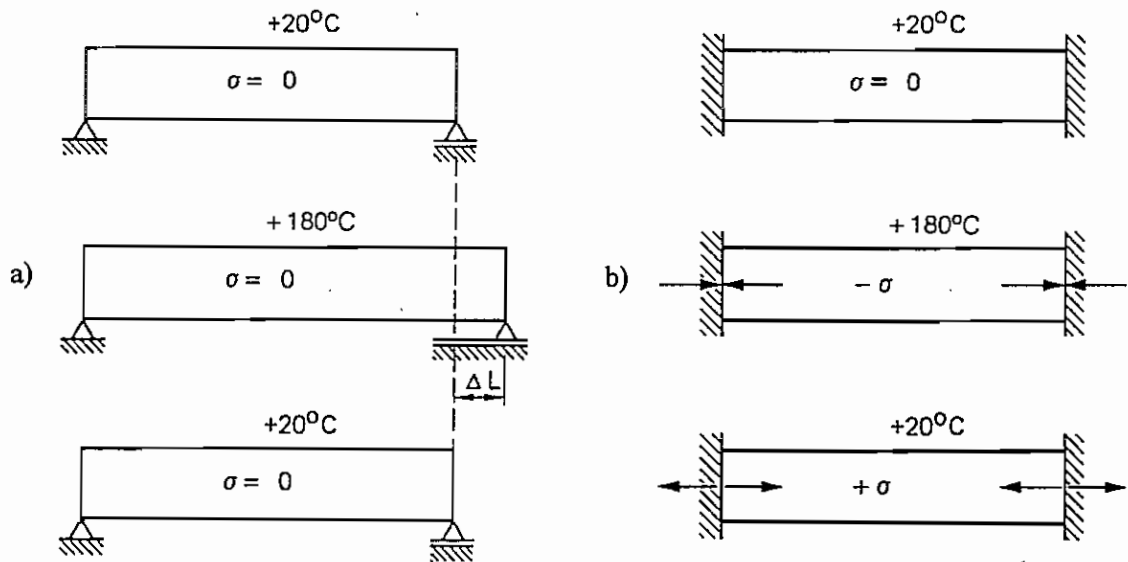 +20°C
σ = 0
+180°C
a)
σ = 0
ΔL
+20°C
σ = 0
+20°C
σ = 0
+180°C
b)
- σ
+20°C
+ σ